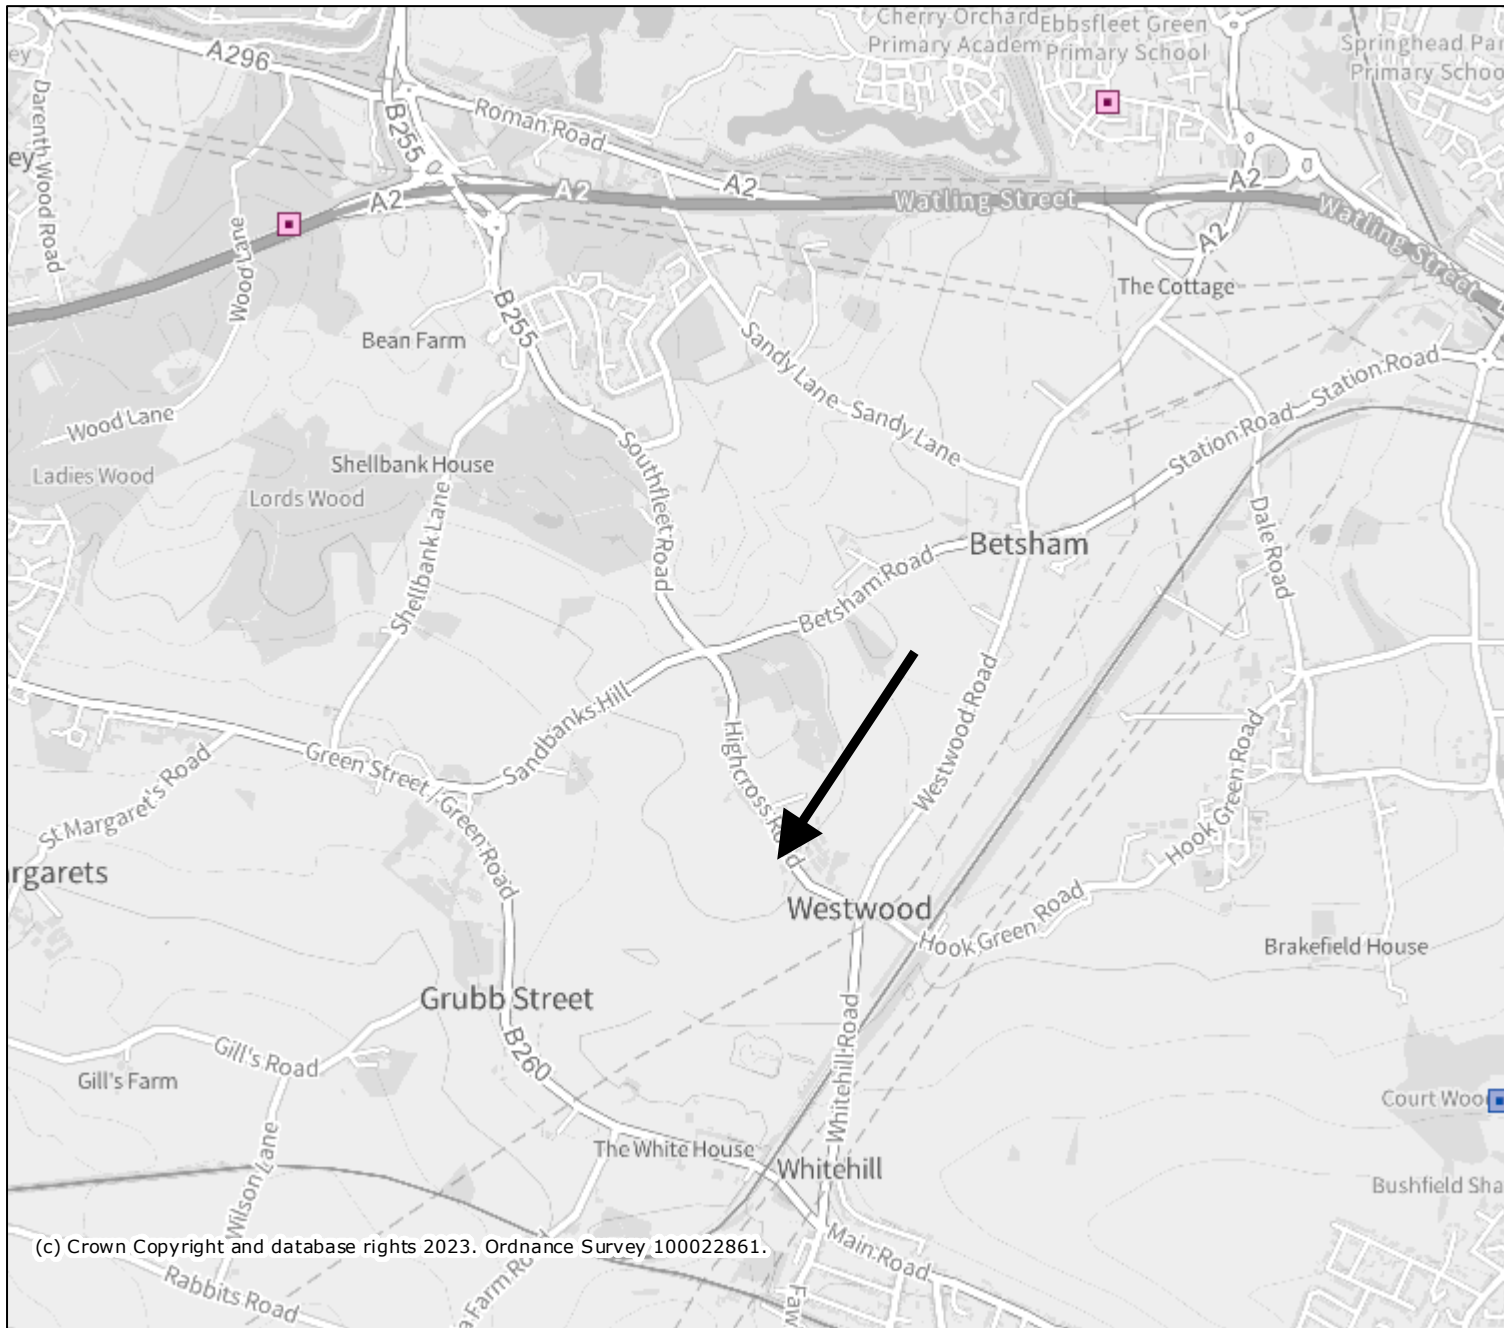 Cherry Orchard
Primary Academ
Ebbsfleet Green
Primary School
Springhead Par
Primary Schoo
A296
ey
Darenth Wood Road
B255
Roman Road
ey
A2
A2
A2
Watling Street
A2
Watling Street
A2
Wood Lane
The Cottage
B255
Bean Farm
Sandy Lane
Sandy Lane
Station Road
Station Road
Wood Lane
Southfleet Road
Shellbank House
Ladies Wood
Lords Wood
Dale Road
Betsham
Shellbank Lane
Betsham Road
Westwood Road
Sandbanks Hill
Highcross Road
Hook Green Road
Green Street / Green Road
St Margaret's Road
rgarets
Westwood
Hook Green Road
Brakefield House
Grubb Street
Whitehill Road
B260
Gill's Road
Gill's Farm
Court Woo
The White House
Whitehill
Wilson Lane
Bushfield Sha
(c) Crown Copyright and database rights 2023. Ordnance Survey 100022861.
Main Road
Rabbits Road
a Farm Ro
Faw